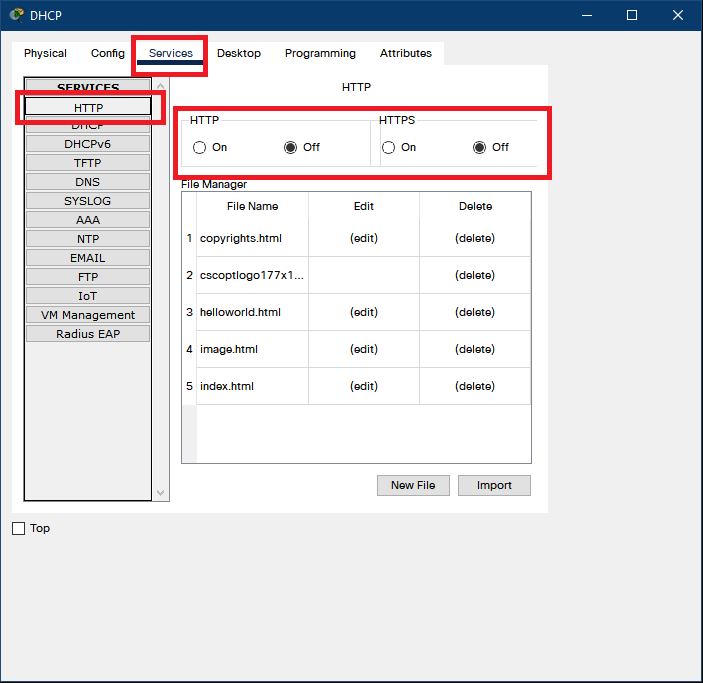 DHCP
Physical Config Services Desktop Programming Attributes
SERVICES
HTTP
DHCP
DHCPv6
TFTP
DNS
SYSLOG
AAA
NTP
EMAIL
FTP
IoT
VM Management
Radius EAP
HTTP
HTTP HTTPS
On Off On Off
File Manager
File Name Edit Delete
1 copyrights.html (edit) (delete)
2 cscoptlogo177x1... (delete)
3 helloworld.html (edit) (delete)
4 image.html (edit) (delete)
5 index.html (edit) (delete)
New File Import
Top